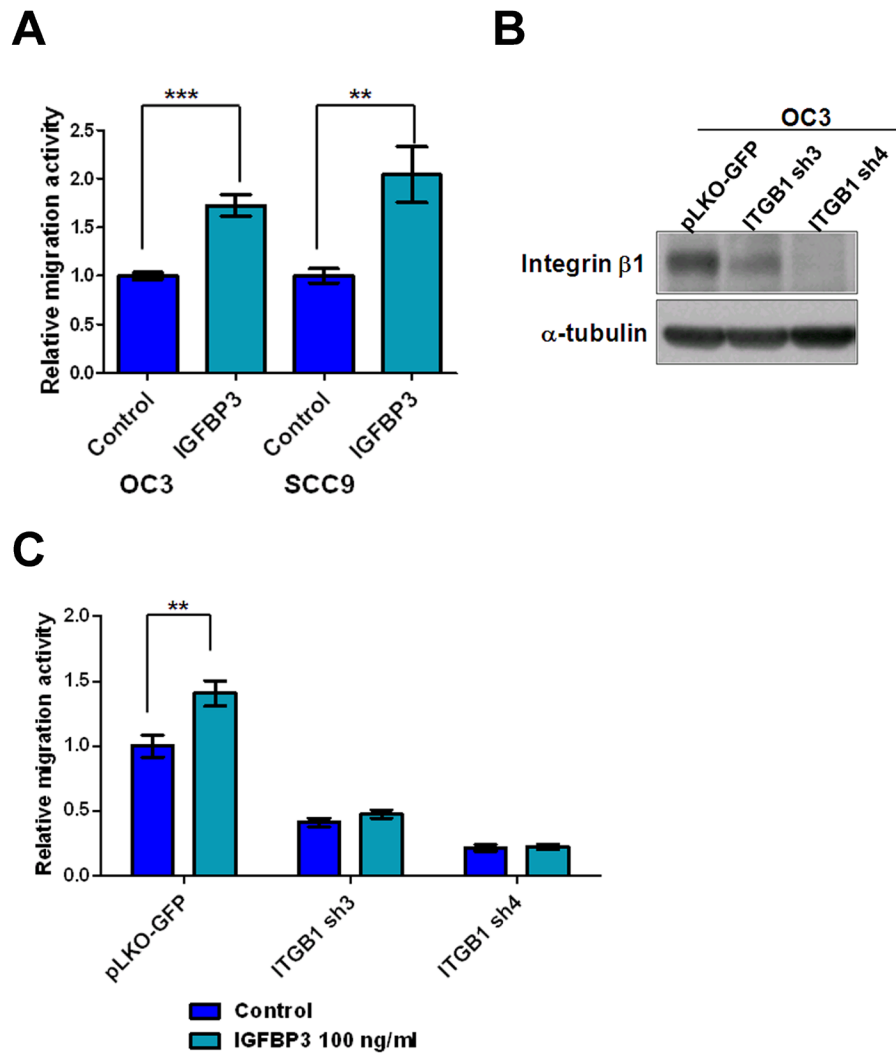 A
***
**
Relative migration activity
2.5
2.0
1.5
1.0
0.5
0.0
Control
IGFBP3
Control
IGFBP3
OC3
SCC9
B
OC3
pLKO-GFP
ITGB1 sh3
ITGB1 sh4
Integrin β1
α-tubulin
C
**
Relative migration activity
2.0
1.5
1.0
0.5
0.0
pLKO-GFP
ITGB1 sh3
ITGB1 sh4
Control
IGFBP3 100 ng/ml